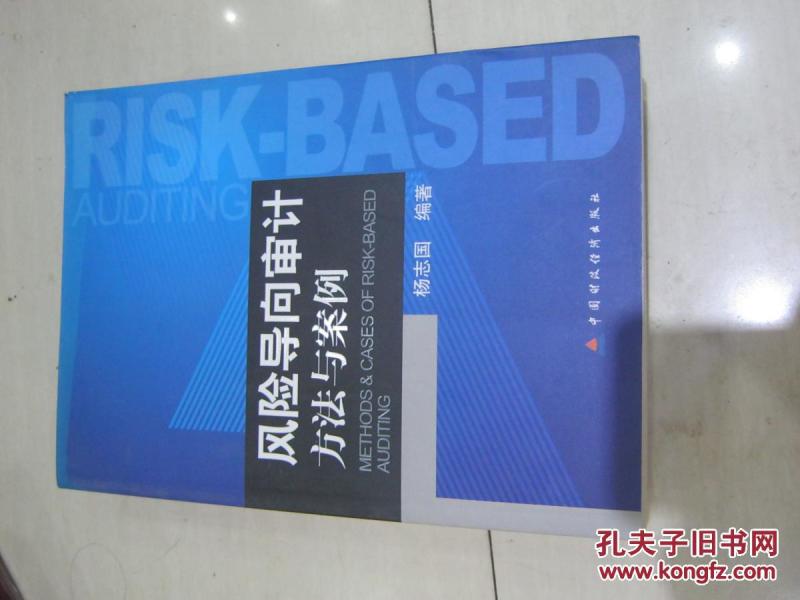 RISK-BASED
AUDITING
风险导向审计
方法与案例
METHODS & CASES OF RISK-BASED
AUDITING
杨志国 编著
中国财政经济出版社
孔夫子旧书网
www.kongfz.com